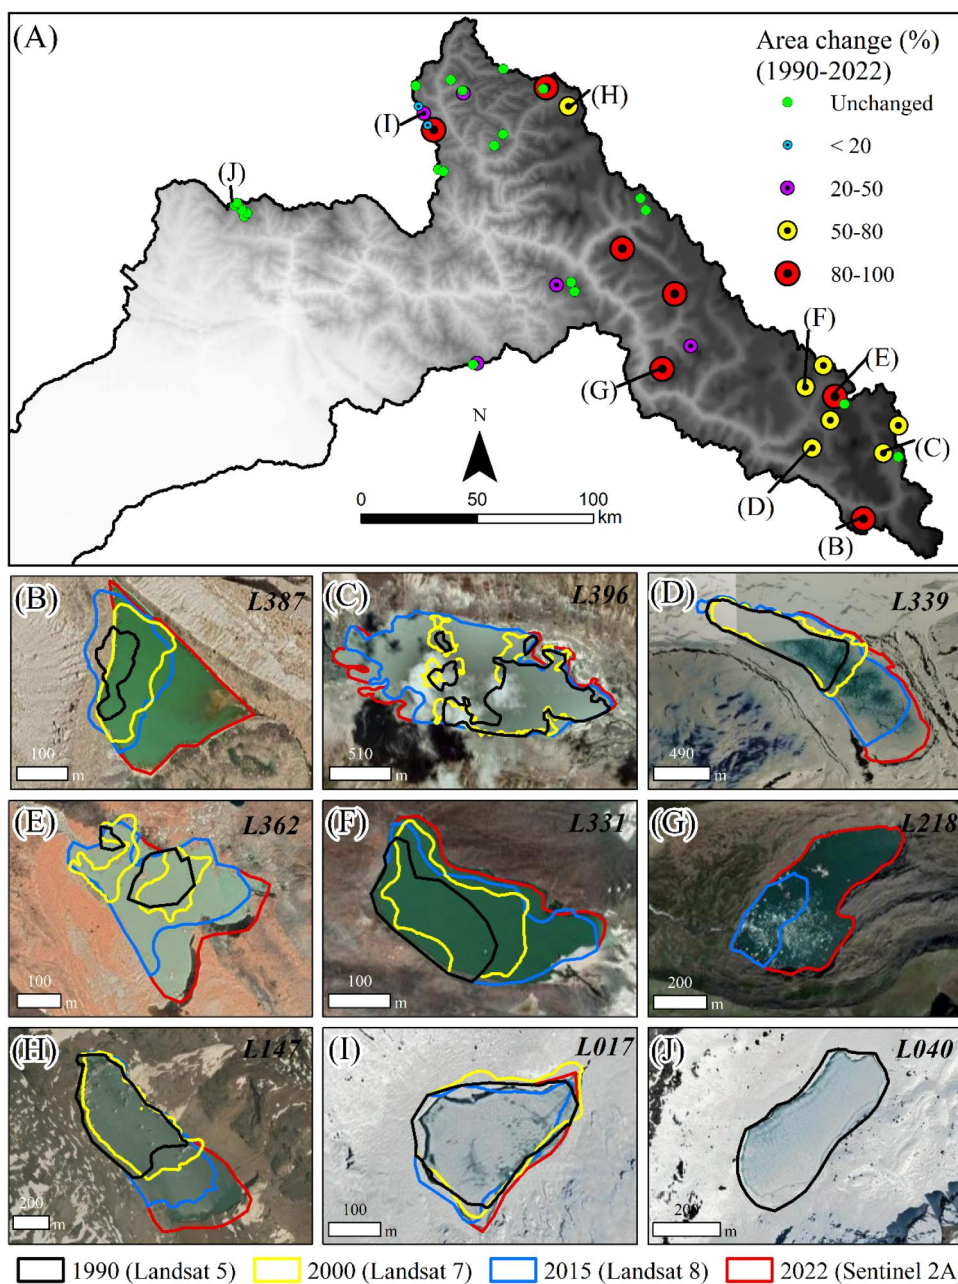 (A)
Area change (%)
(1990-2022)
Unchanged
< 20
20-50
50-80
80-100
(H)
(I)
(J)
(F)
(E)
(G)
(C)
(D)
(B)
N
0 50 100
km
(B) L387
100 m
(C) L396
510 m
(D) L339
490 m
(E) L362
100 m
(F) L331
100 m
(G) L218
200 m
(H) L147
200 m
(I) L017
100 m
(J) L040
200 m
1990 (Landsat 5) 2000 (Landsat 7) 2015 (Landsat 8) 2022 (Sentinel 2A)